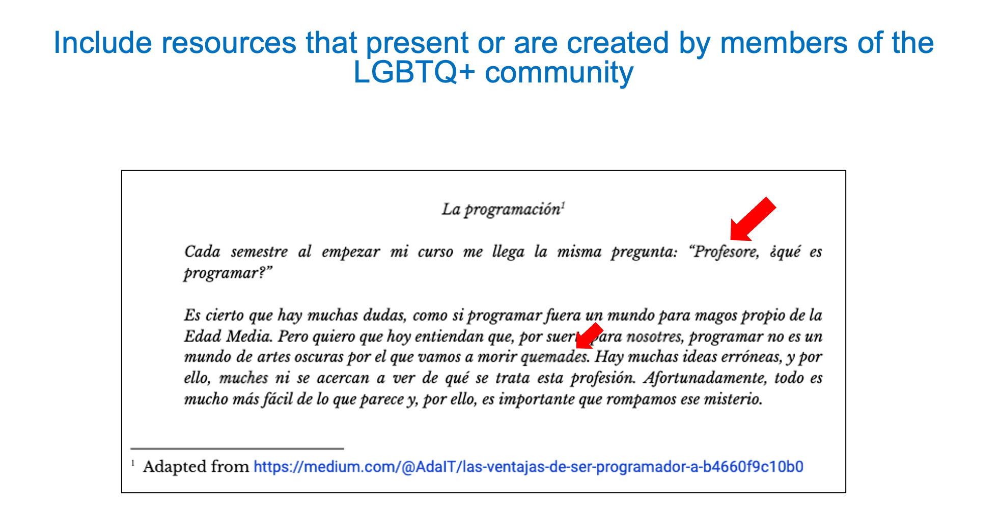 Include resources that present or are created by members of the
LGBTQ+ community
La programación¹
Cada semestre al empezar mi curso me llega la misma pregunta: “Profesore, ¿qué es
programar?”
Es cierto que hay muchas dudas, como si programar fuera un mundo para magos propio de la
Edad Media. Pero quiero que hoy entiendan que, por suerte para nosotres, programar no es un
mundo de artes oscuras por el que vamos a morir quemades. Hay muchas ideas erróneas, y por
ello, muches ni se acercan a ver de qué se trata esta profesión. Afortunadamente, todo es
mucho más fácil de lo que parece y, por ello, es importante que rompamos ese misterio.
¹ Adapted from https://medium.com/@AdaIT/las-ventajas-de-ser-programador-a-b4660f9c10b0